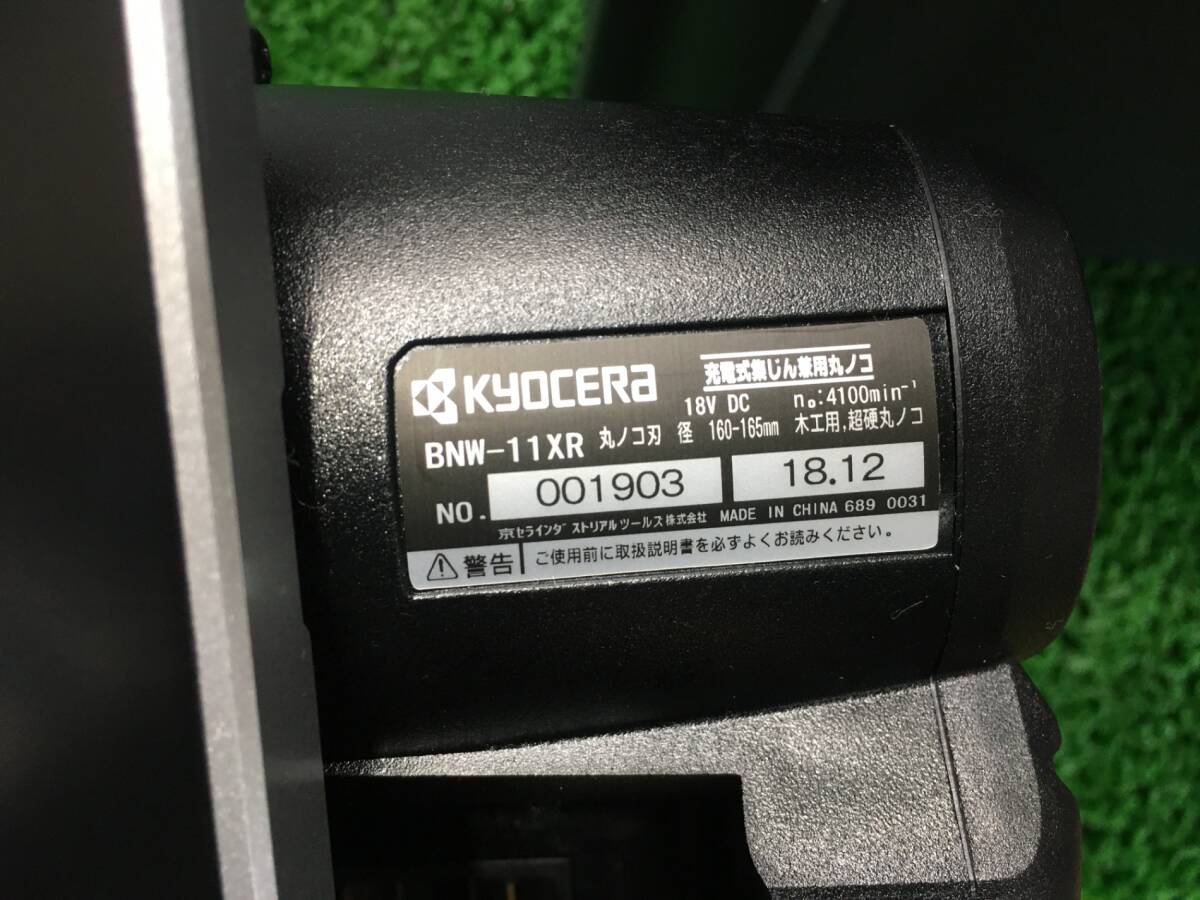 KYOCERA 充電式集じん兼用丸ノコ
18V DC n₀:4100min⁻¹
BNW-11XR 丸ノコ刃 径 160-165mm 木工用,超硬丸ノコ
NO. 001903 18.12
京セラインダストリアルツールズ株式会社 MADE IN CHINA 689 0031
⚠警告 ご使用前に取扱説明書を必ずよくお読みください。